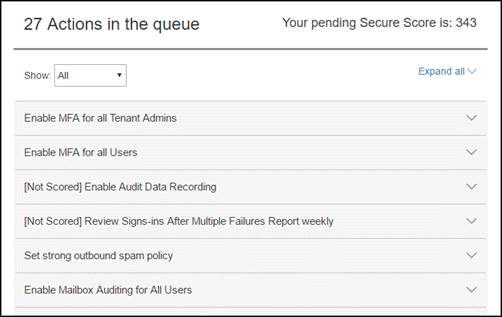 27 Actions in the queue
Your pending Secure Score is: 343
Show: All
Expand all
Enable MFA for all Tenant Admins
Enable MFA for all Users
[Not Scored] Enable Audit Data Recording
[Not Scored] Review Signs-ins After Multiple Failures Report weekly
Set strong outbound spam policy
Enable Mailbox Auditing for All Users